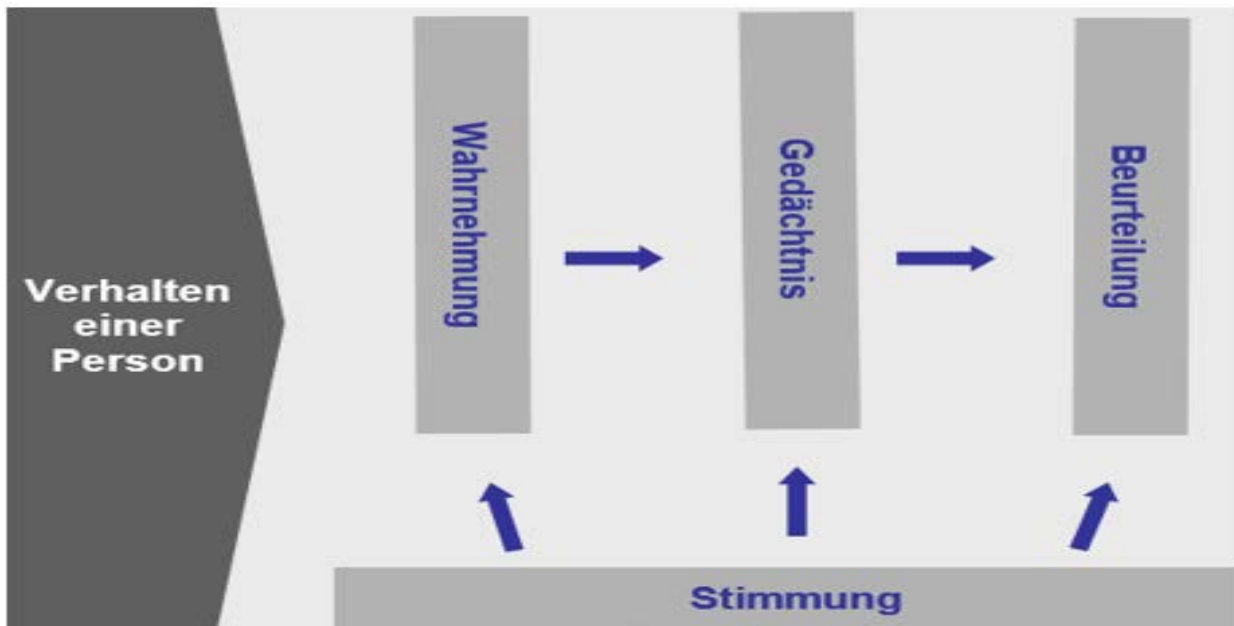 Verhalten
einer
Person
Wahrnehmung
Gedächtnis
Beurteilung
Stimmung